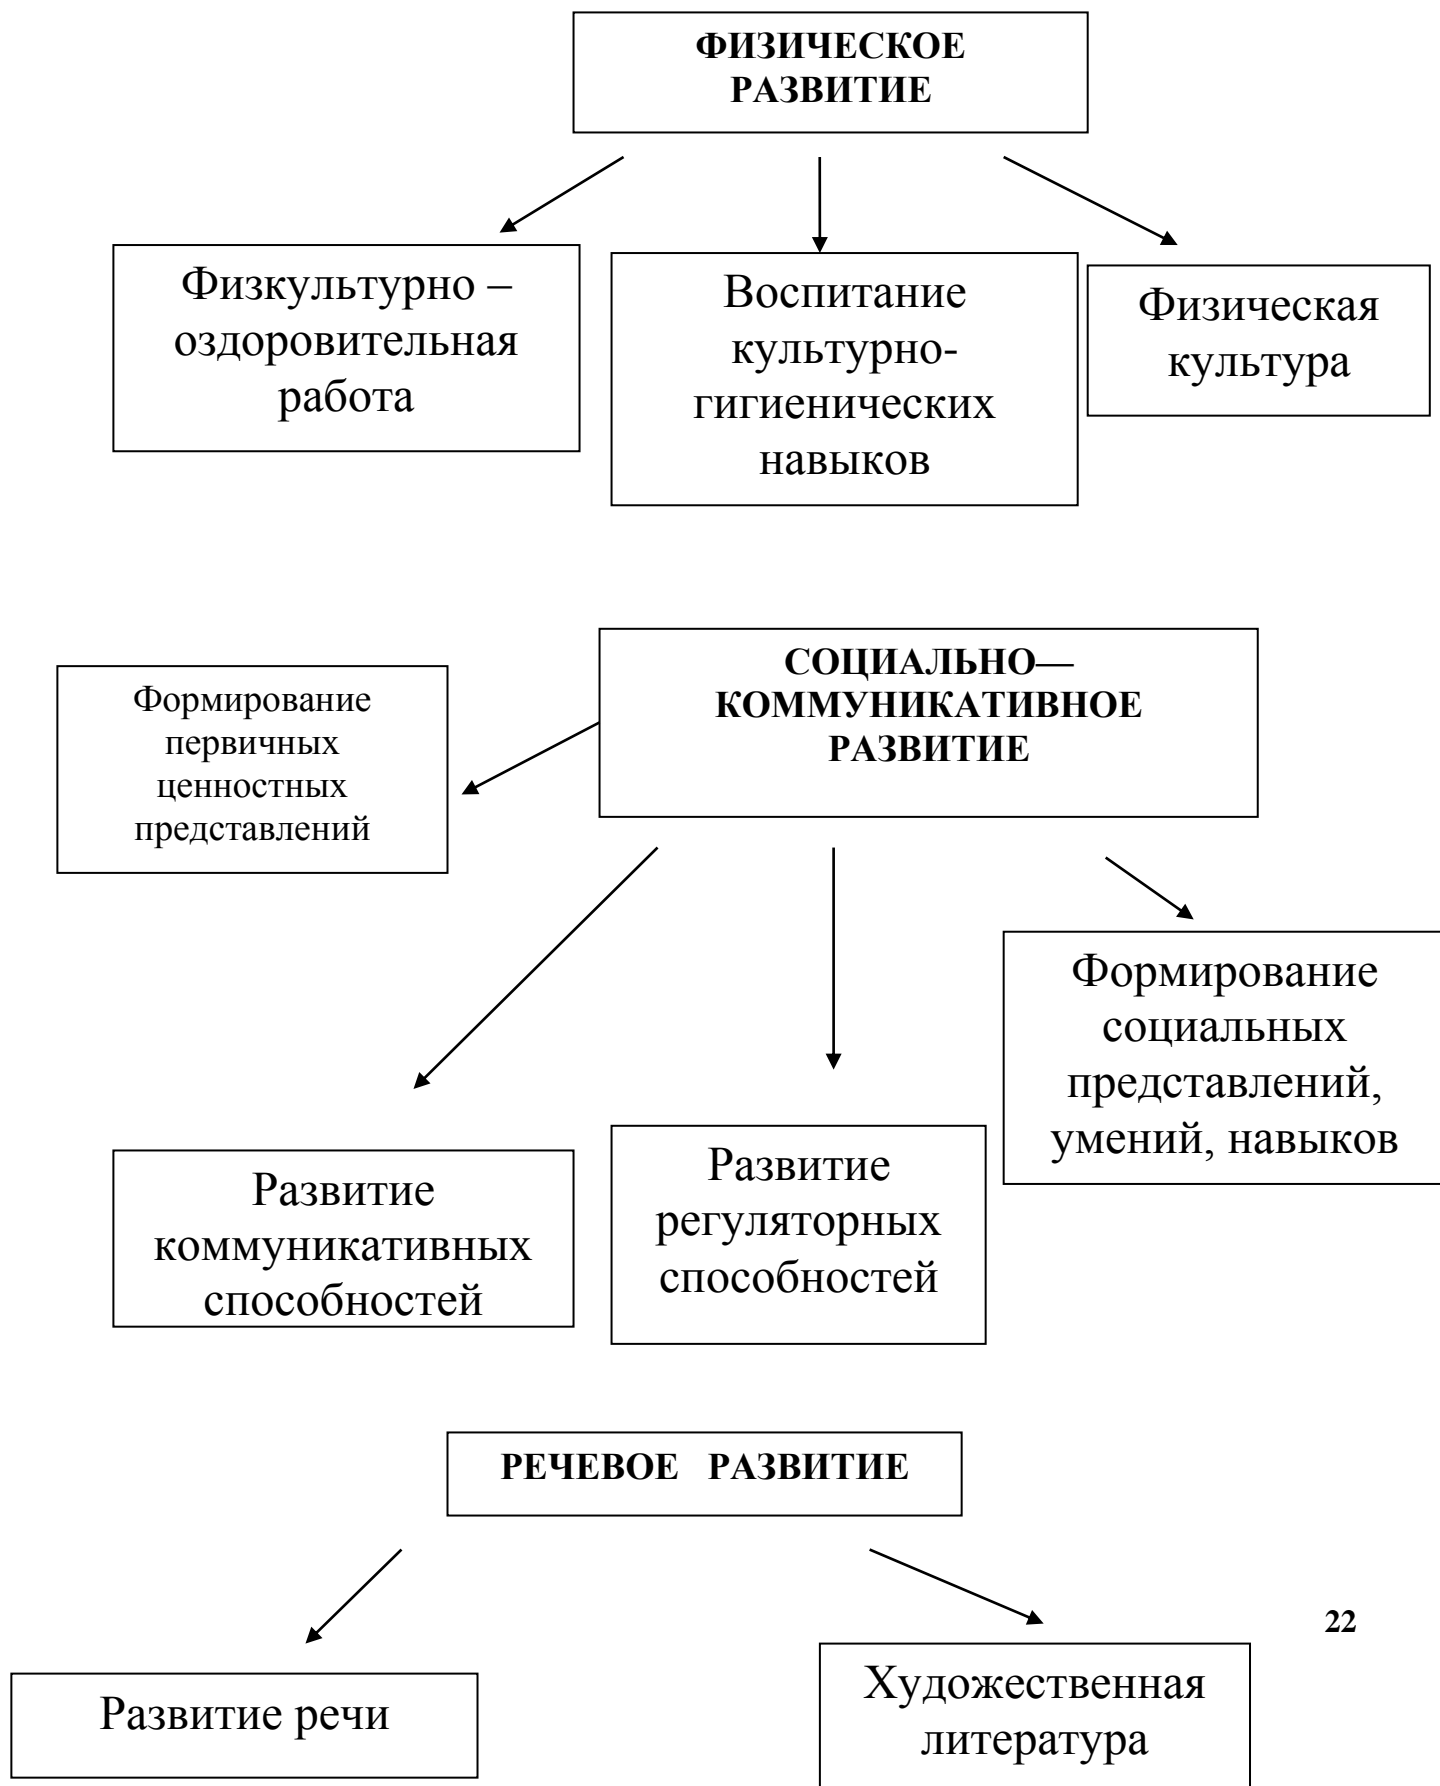 ФИЗИЧЕСКОЕ
РАЗВИТИЕ
Физкультурно –
оздоровительная
работа
Воспитание
культурно-
гигиенических
навыков
Физическая
культура
СОЦИАЛЬНО—
КОММУНИКАТИВНОЕ
РАЗВИТИЕ
Формирование
первичных
ценностных
представлений
Развитие
коммуникативных
способностей
Развитие
регуляторных
способностей
Формирование
социальных
представлений,
умений, навыков
РЕЧЕВОЕ РАЗВИТИЕ
Развитие речи
Художественная
литература
22